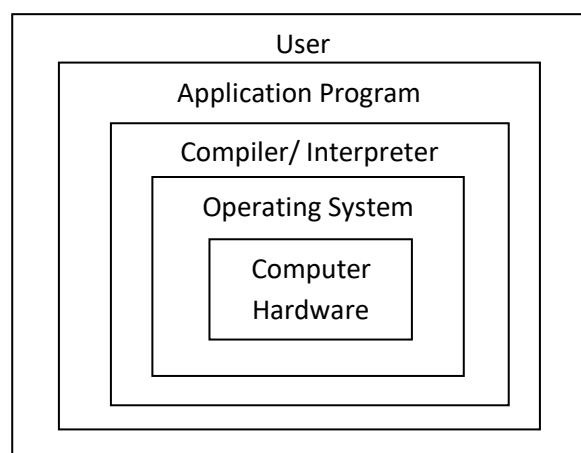 User
Application Program
Compiler/ Interpreter
Operating System
Computer
Hardware